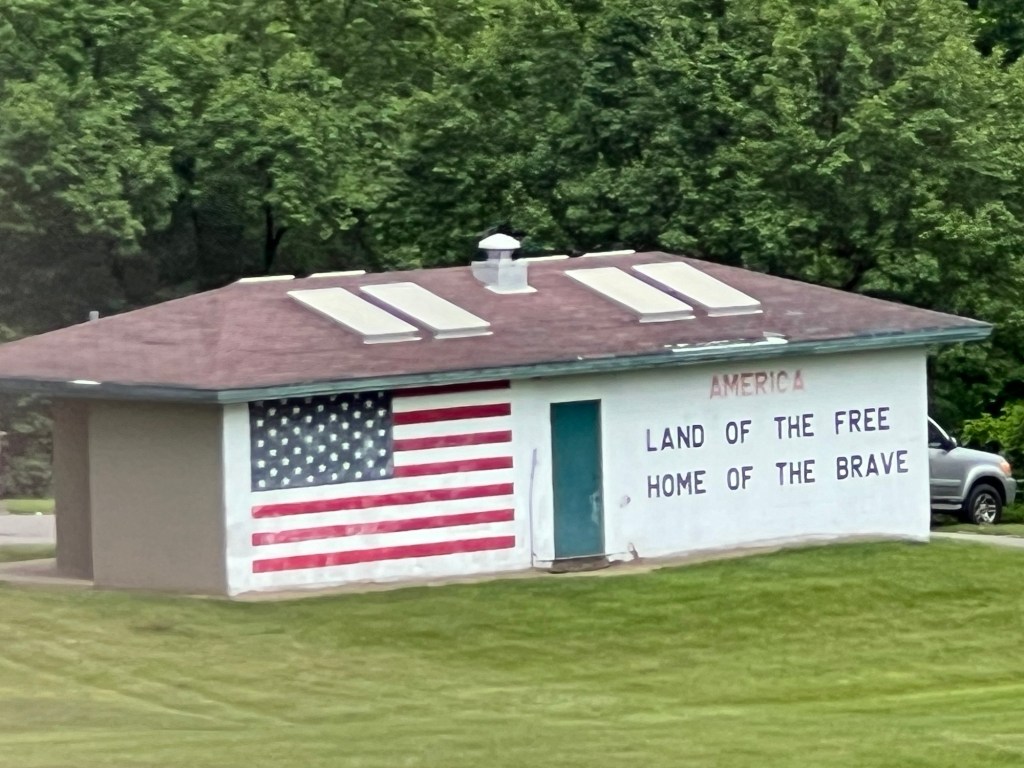 AMERICA
LAND OF THE FREE
HOME OF THE BRAVE